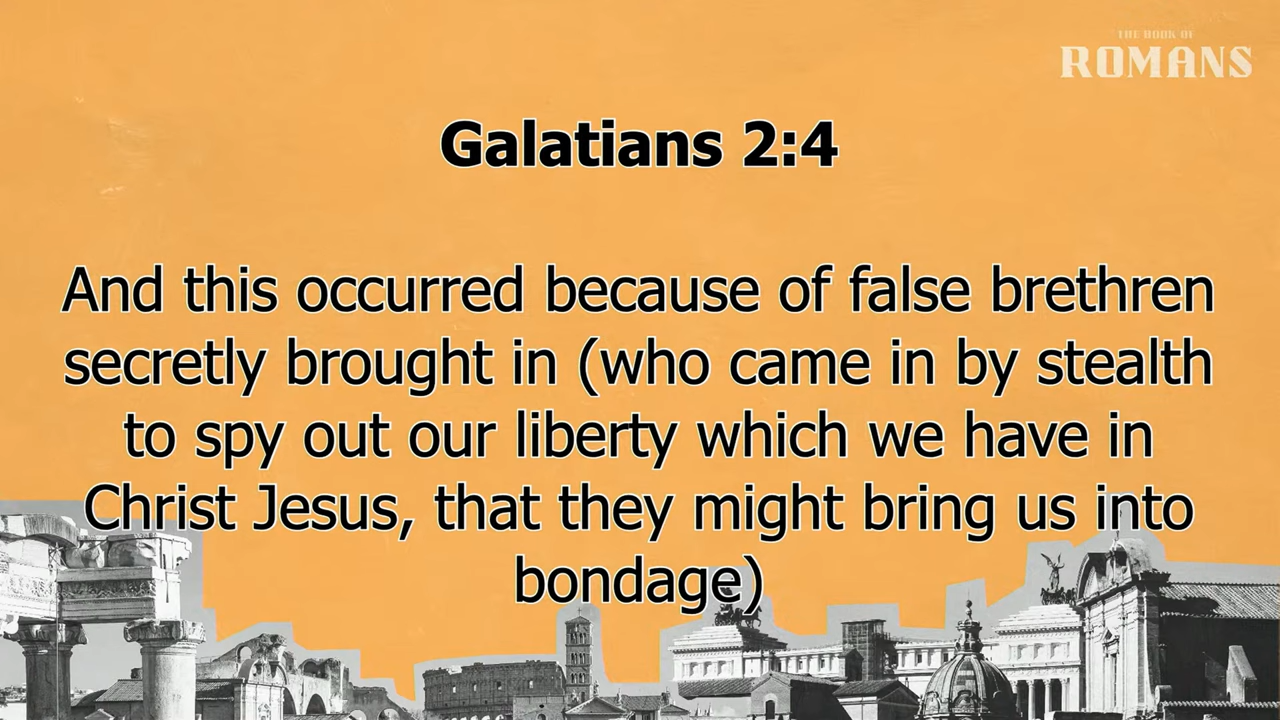 THE BOOK OF
ROMANS
Galatians 2:4
And this occurred because of false brethren
secretly brought in (who came in by stealth
to spy out our liberty which we have in
Christ Jesus, that they might bring us into
bondage)